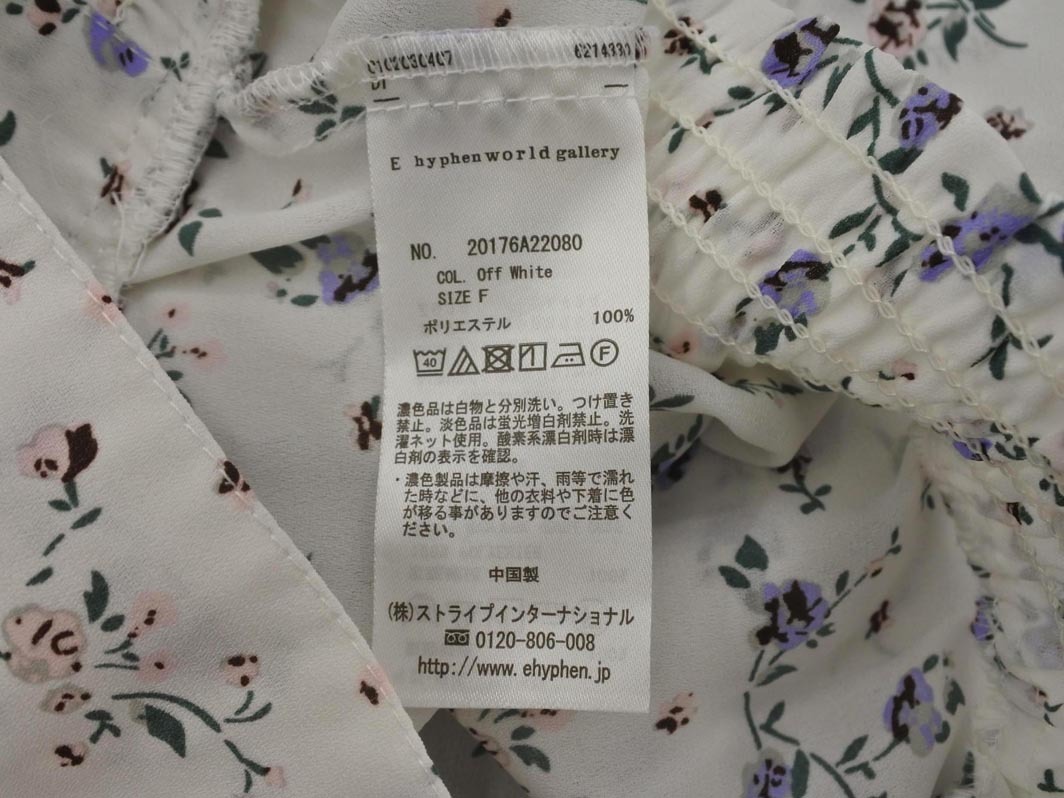 6214330
E hyphen world gallery
NO. 20176A22080
COL. Off White
SIZE F
ポリエステル 100%
40 F
濃色品は白物と分別洗い。つけ置き
禁止。淡色品は蛍光増白剤禁止。洗
濯ネット使用。酸素系漂白剤時は漂
白剤の表示を確認。
・濃色製品は摩擦や汗、雨等で濡れ
た時などに、他の衣料や下着に色
が移る事がありますのでご注意く
ださい。
中国製
(株)ストライプインターナショナル
0120-806-008
http://www.ehyphen.jp